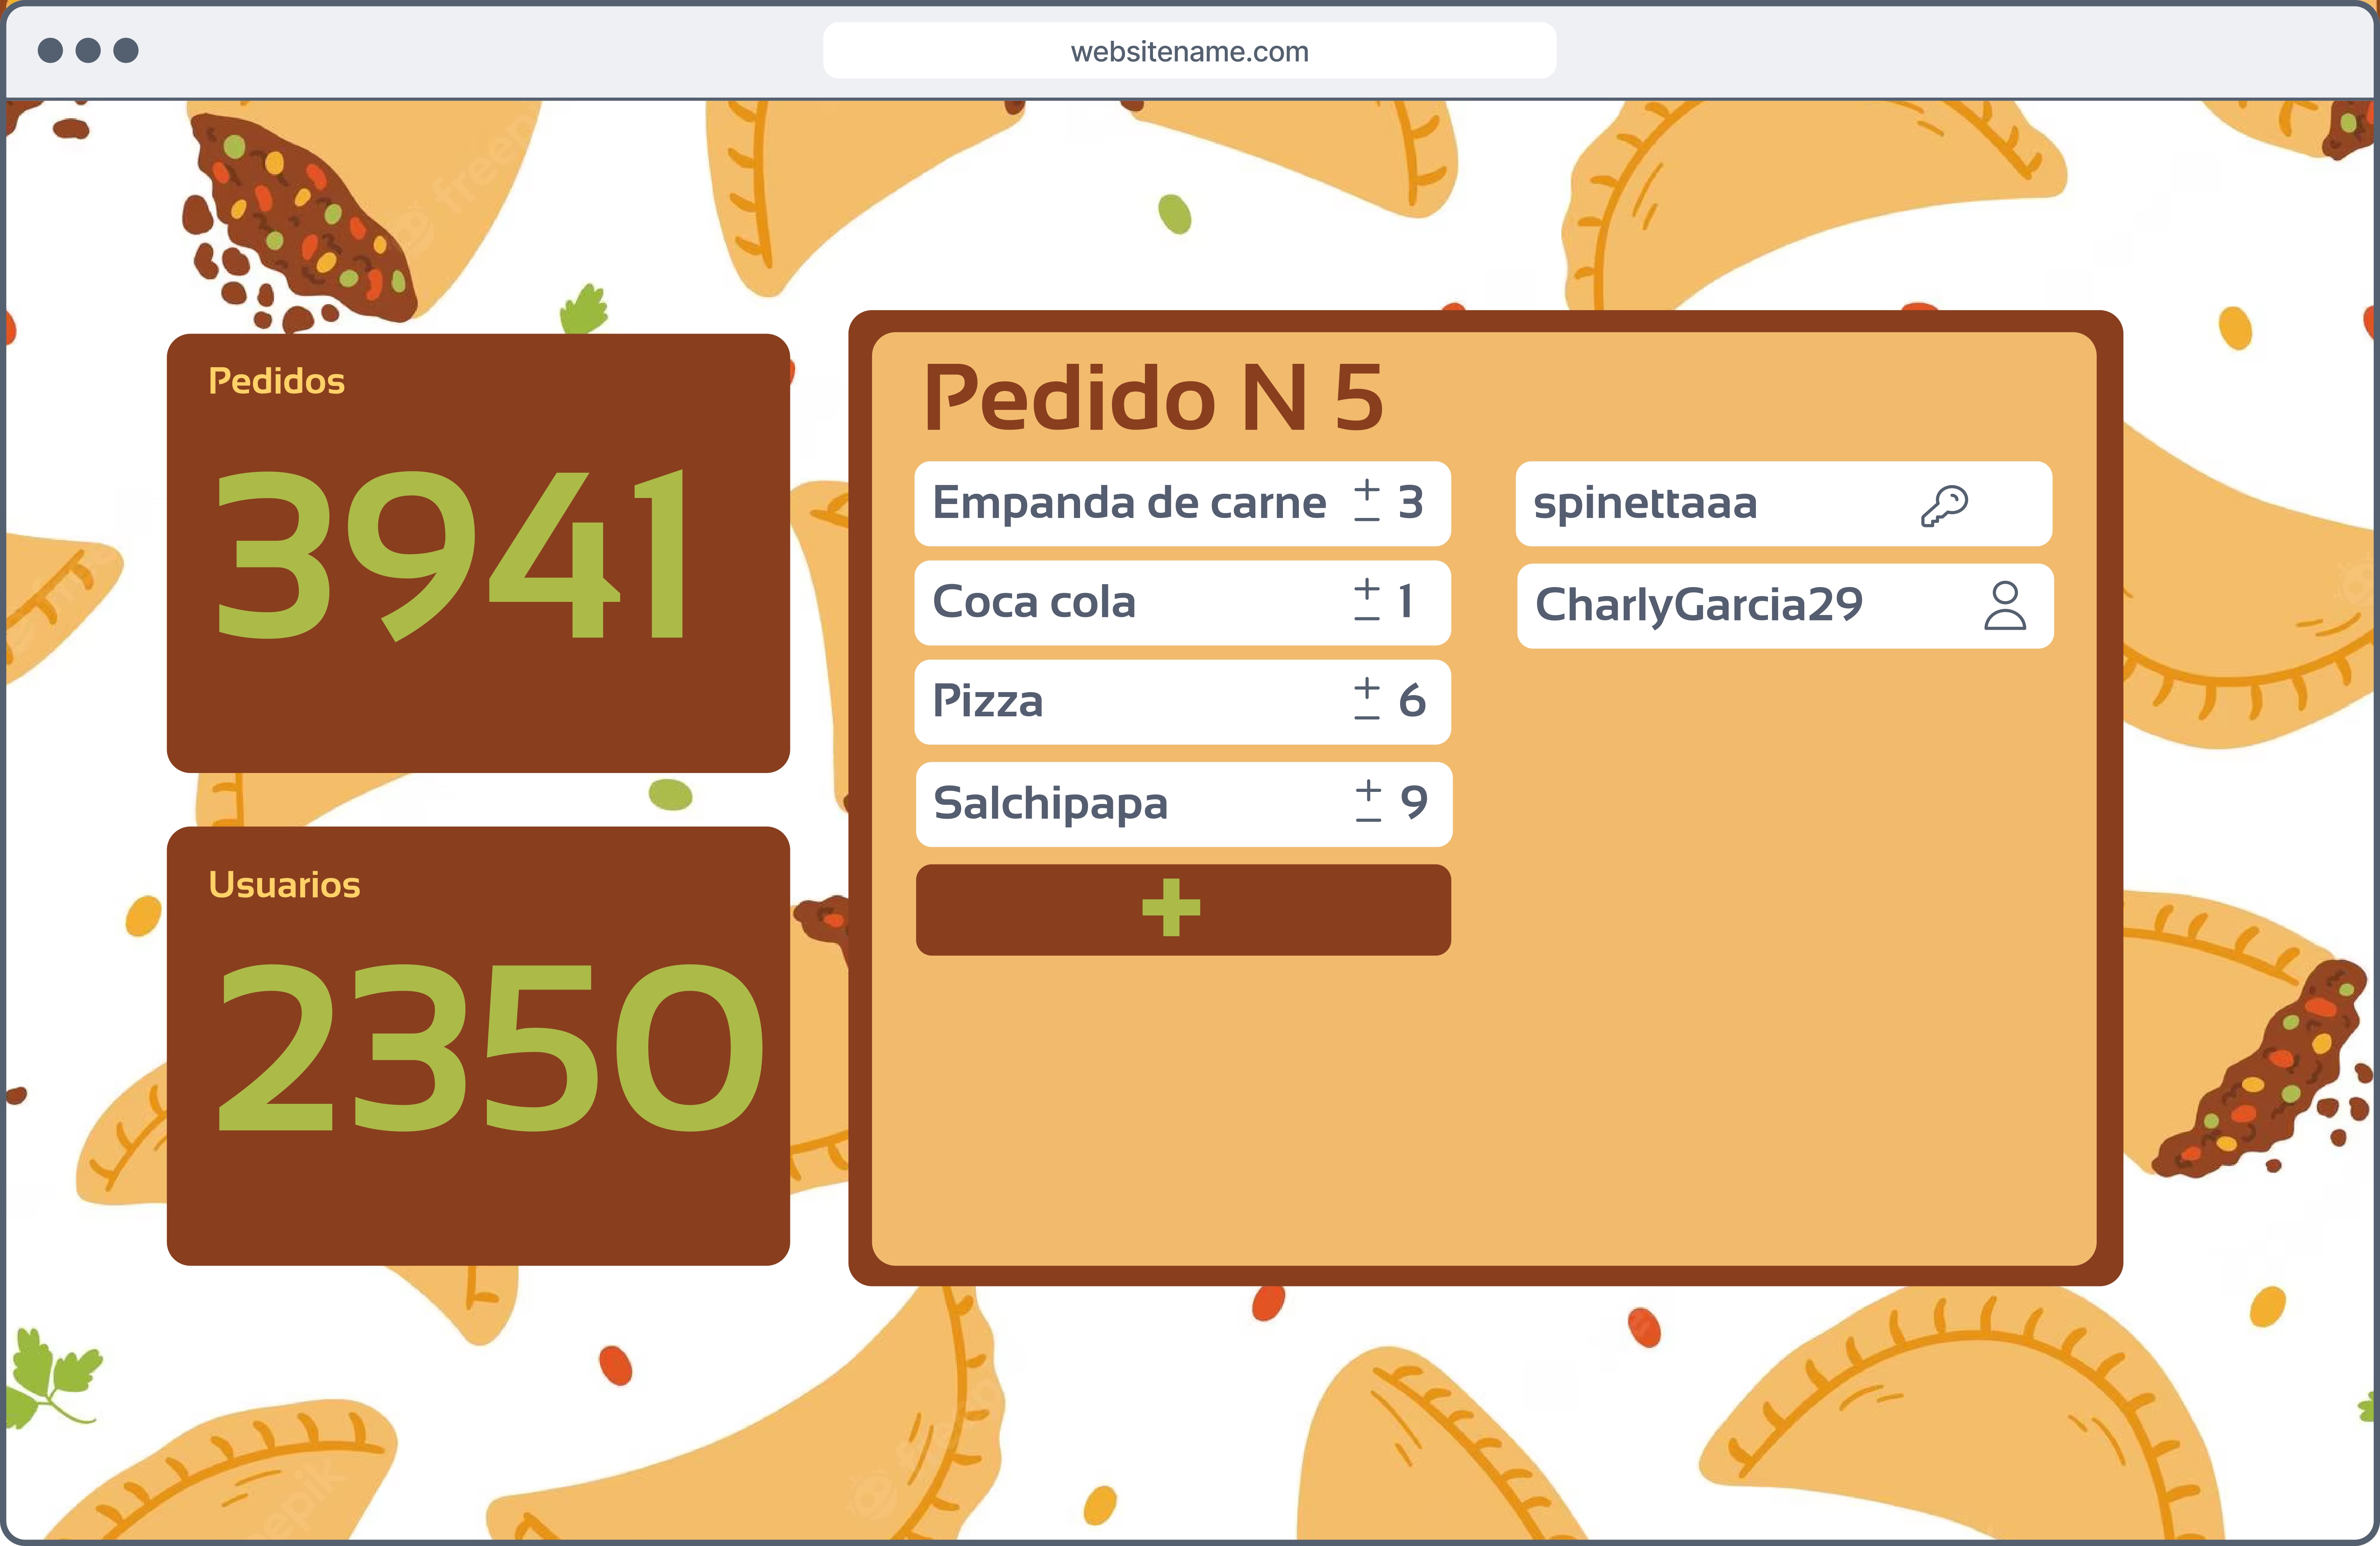 websitename.com
Pedidos
3941
Usuarios
2350
Pedido N 5
Empanda de carne + - 3
Coca cola + - 1
Pizza + - 6
Salchipapa + - 9
+
spinettaaa
CharlyGarcia29